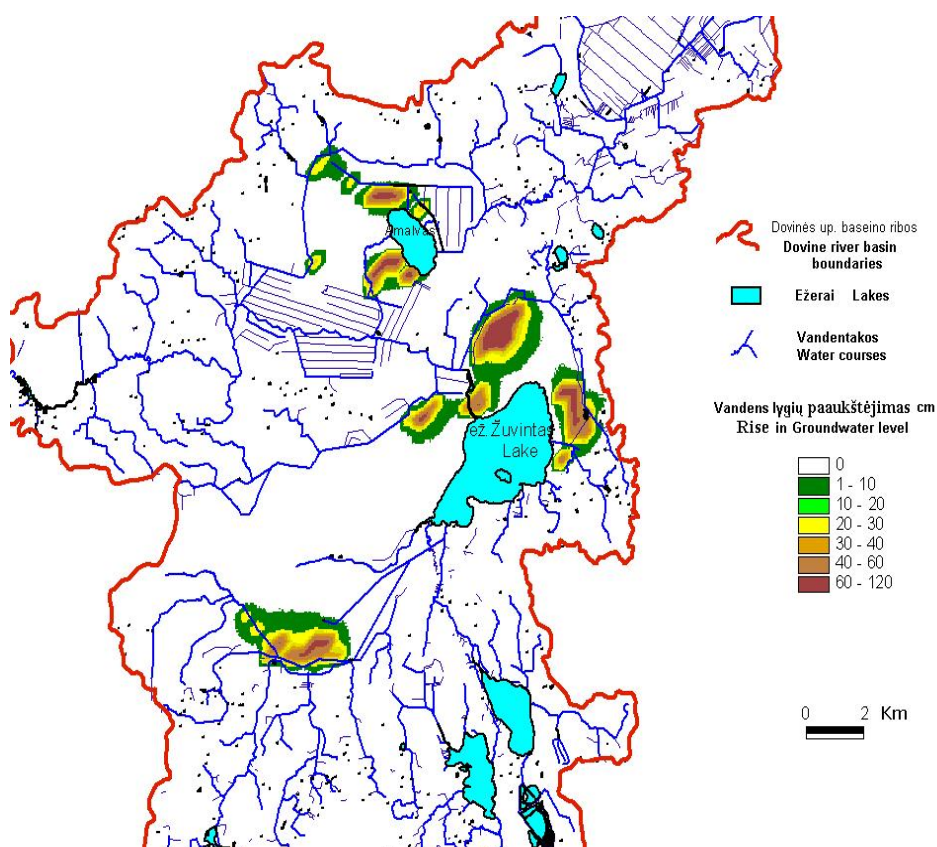 Amalvas
ež.Žuvintas
Lake
Dovinės up. baseino ribos
Dovine river basin
boundaries
Ežerai Lakes
Vandentakos
Water courses
Vandens lygių paaukštėjimas cm
Rise in Groundwater level
0
1 - 10
10 - 20
20 - 30
30 - 40
40 - 60
60 - 120
0 2 Km